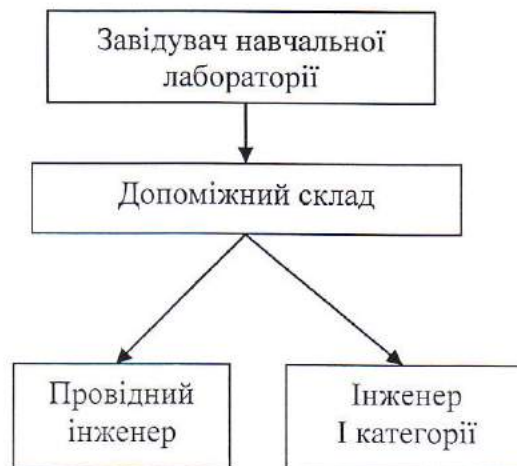 Завідувач навчальної
лабораторії
Допоміжний склад
Провідний
інженер
Інженер
І категорії